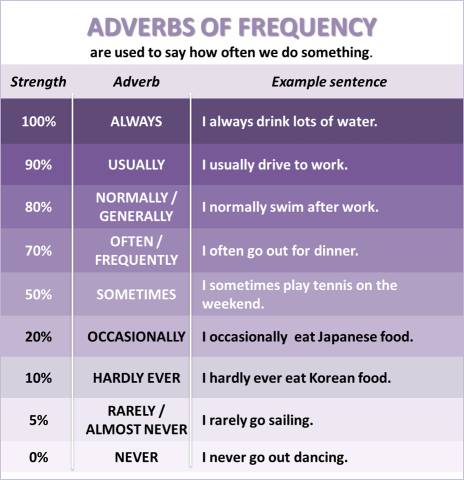 ADVERBS OF FREQUENCY
are used to say how often we do something.
Strength Adverb Example sentence
100% ALWAYS I always drink lots of water.
90% USUALLY I usually drive to work.
80% NORMALLY / GENERALLY I normally swim after work.
70% OFTEN / FREQUENTLY I often go out for dinner.
50% SOMETIMES I sometimes play tennis on the weekend.
20% OCCASIONALLY I occasionally eat Japanese food.
10% HARDLY EVER I hardly ever eat Korean food.
5% RARELY / ALMOST NEVER I rarely go sailing.
0% NEVER I never go out dancing.